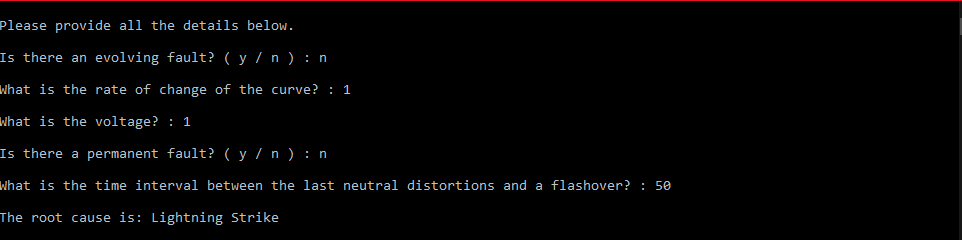 Please provide all the details below.
Is there an evolving fault? ( y / n ) : n
What is the rate of change of the curve? : 1
What is the voltage? : 1
Is there a permanent fault? ( y / n ) : n
What is the time interval between the last neutral distortions and a flashover? : 50
The root cause is: Lightning Strike